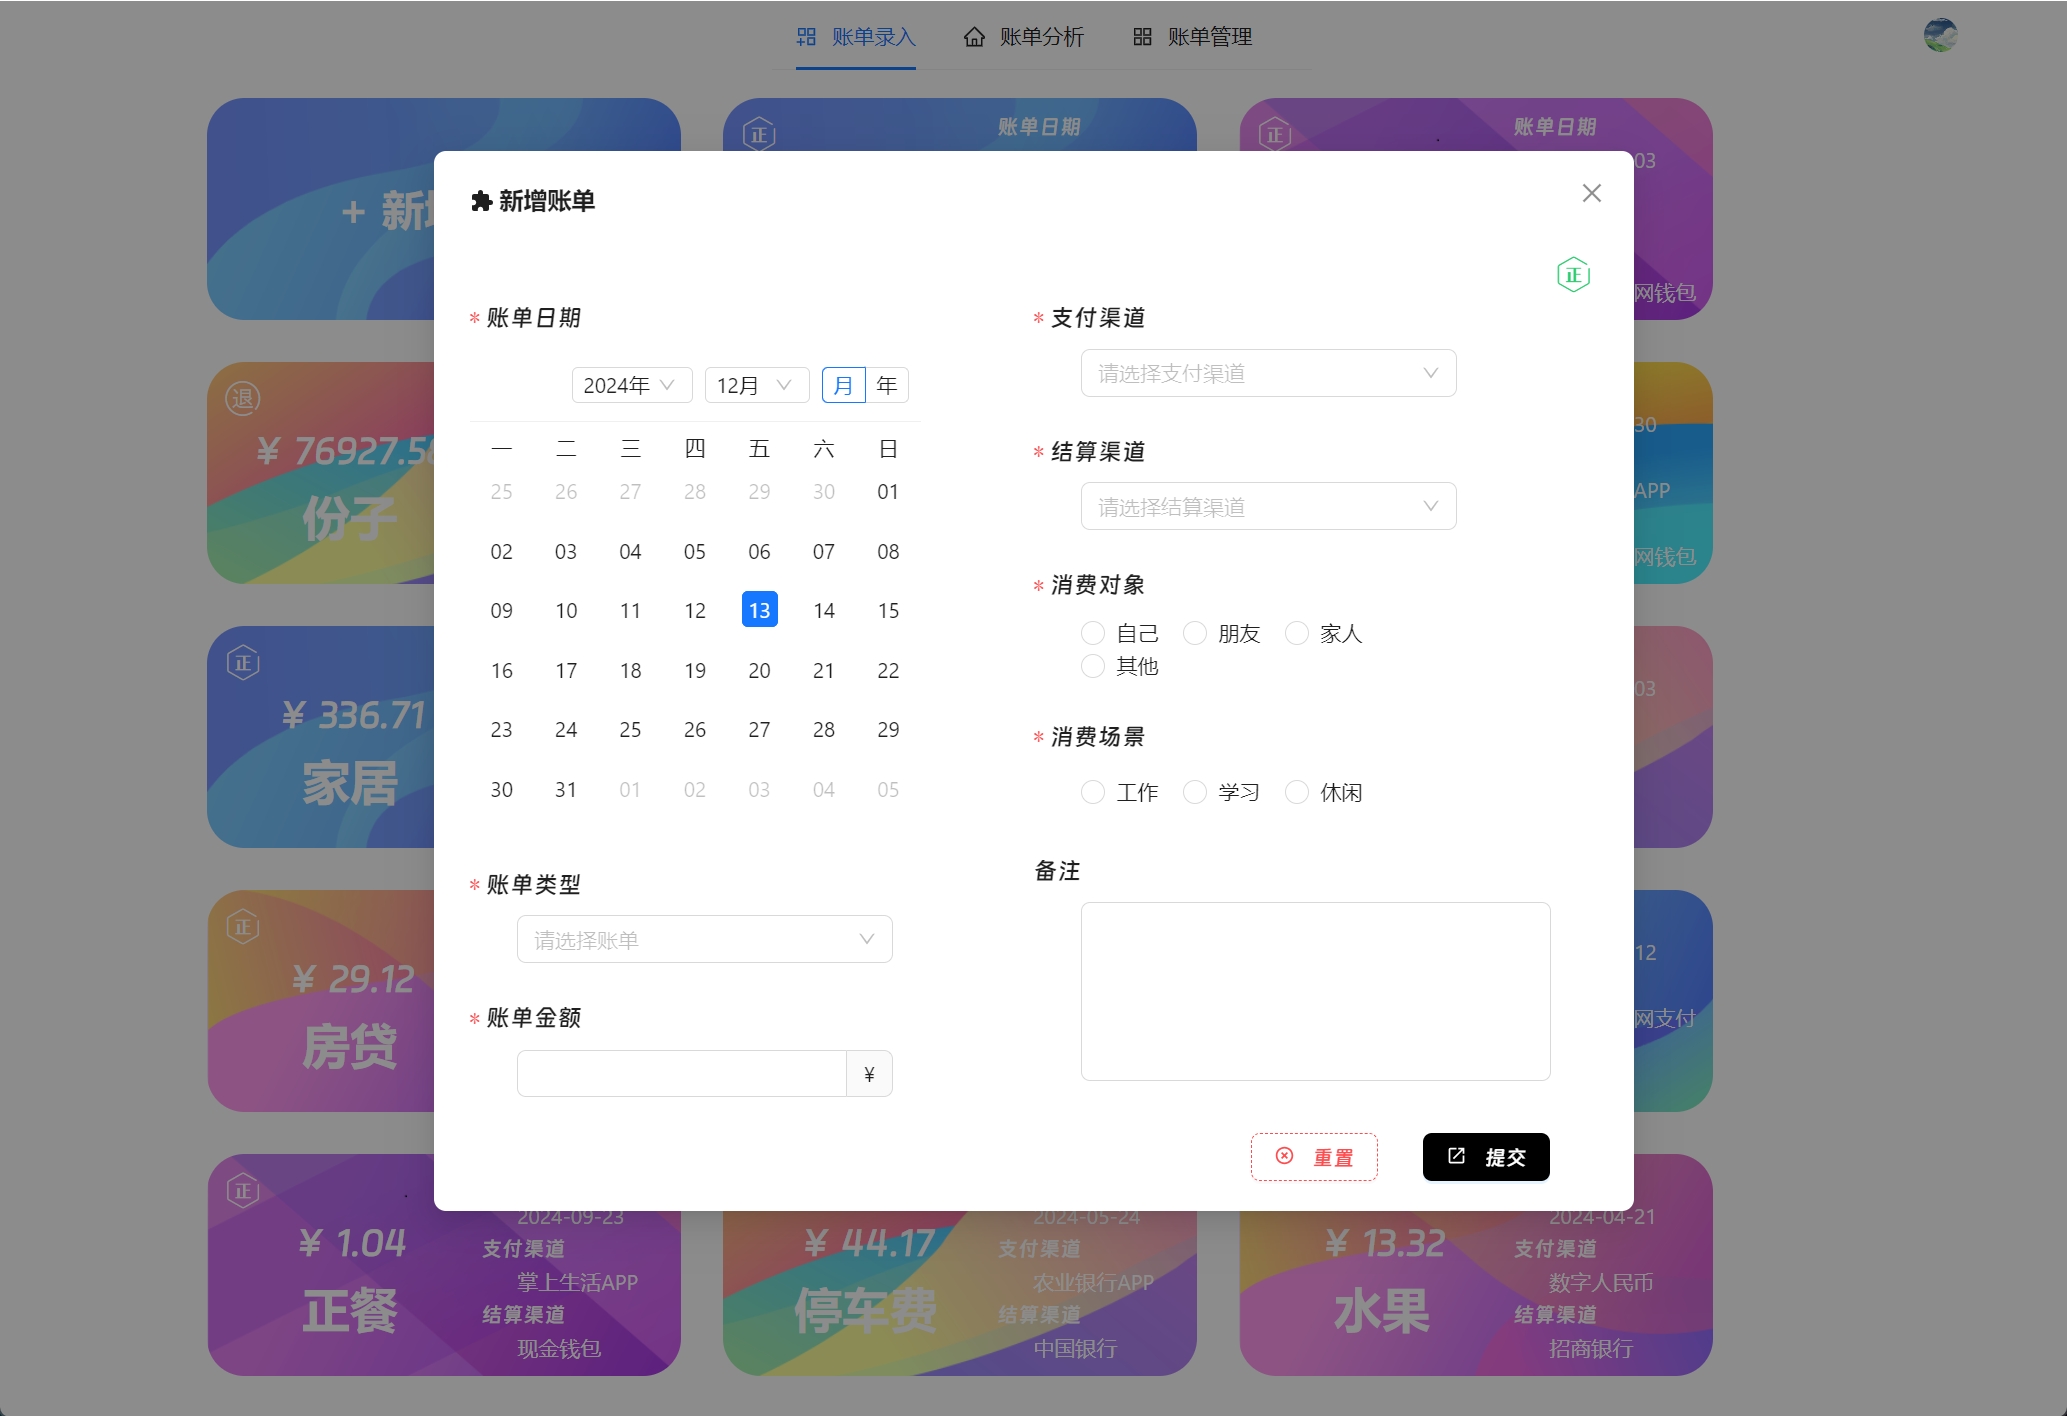 账单录入 账单分析 账单管理
+ 新
正 账单日期
正 账单日期
03
网钱包
新增账单
正
* 账单日期
2024年 12月 月 年
一 二 三 四 五 六 日
25 26 27 28 29 30 01
02 03 04 05 06 07 08
09 10 11 12 13 14 15
16 17 18 19 20 21 22
23 24 25 26 27 28 29
30 31 01 02 03 04 05
* 账单类型
请选择账单
* 账单金额
¥
* 支付渠道
请选择支付渠道
* 结算渠道
请选择结算渠道
* 消费对象
自己 朋友 家人
其他
* 消费场景
工作 学习 休闲
备注
重置 提交
退
¥ 76927.5
份子
30
APP
网钱包
正
¥ 336.71
家居
03
正
¥ 29.12
房贷
12
网支付
正
¥ 1.04
正餐
2024-09-23
支付渠道
掌上生活APP
结算渠道
现金钱包
¥ 44.17
停车费
2024-05-24
支付渠道
农业银行APP
结算渠道
中国银行
¥ 13.32
水果
2024-04-21
支付渠道
数字人民币
结算渠道
招商银行